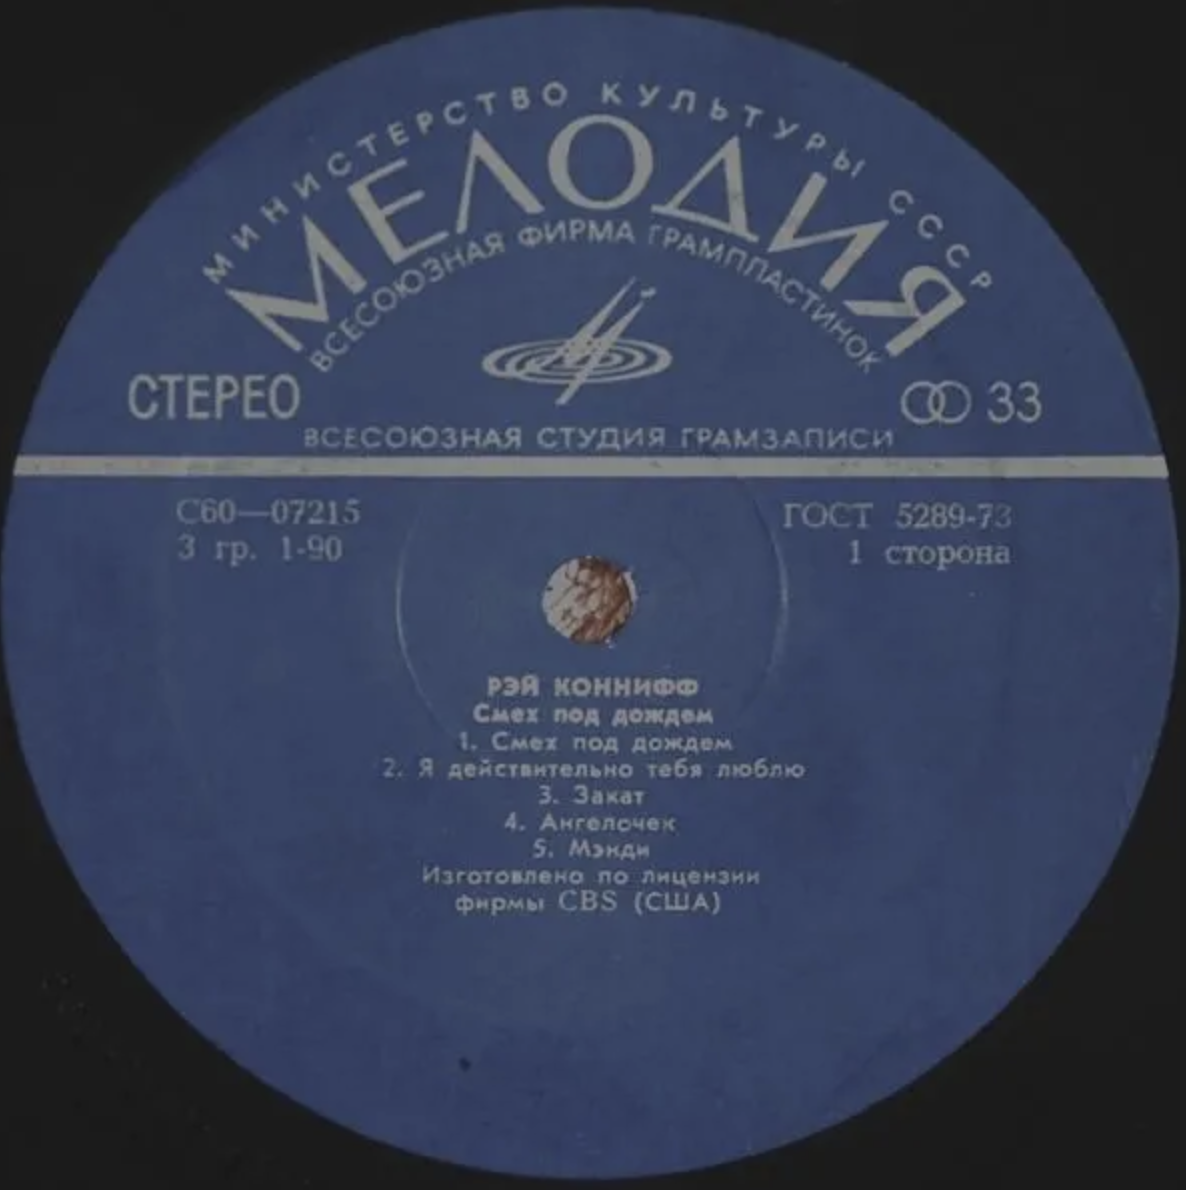 МИНИСТЕРСТВО КУЛЬТУРЫ СССР
МЕЛОДИЯ
ВСЕСОЮЗНАЯ ФИРМА ГРАМПЛАСТИНОК
СТЕРЕО
33
ВСЕСОЮЗНАЯ СТУДИЯ ГРАМЗАПИСИ
С60—07215
ГОСТ 5289-73
3 гр. 1-90
1 сторона
РЭЙ КОННИФФ
Смех под дождем
1. Смех под дождем
2. Я действительно тебя люблю
3. Закат
4. Ангелочек
5. Мэнди
Изготовлено по лицензии
фирмы CBS (США)